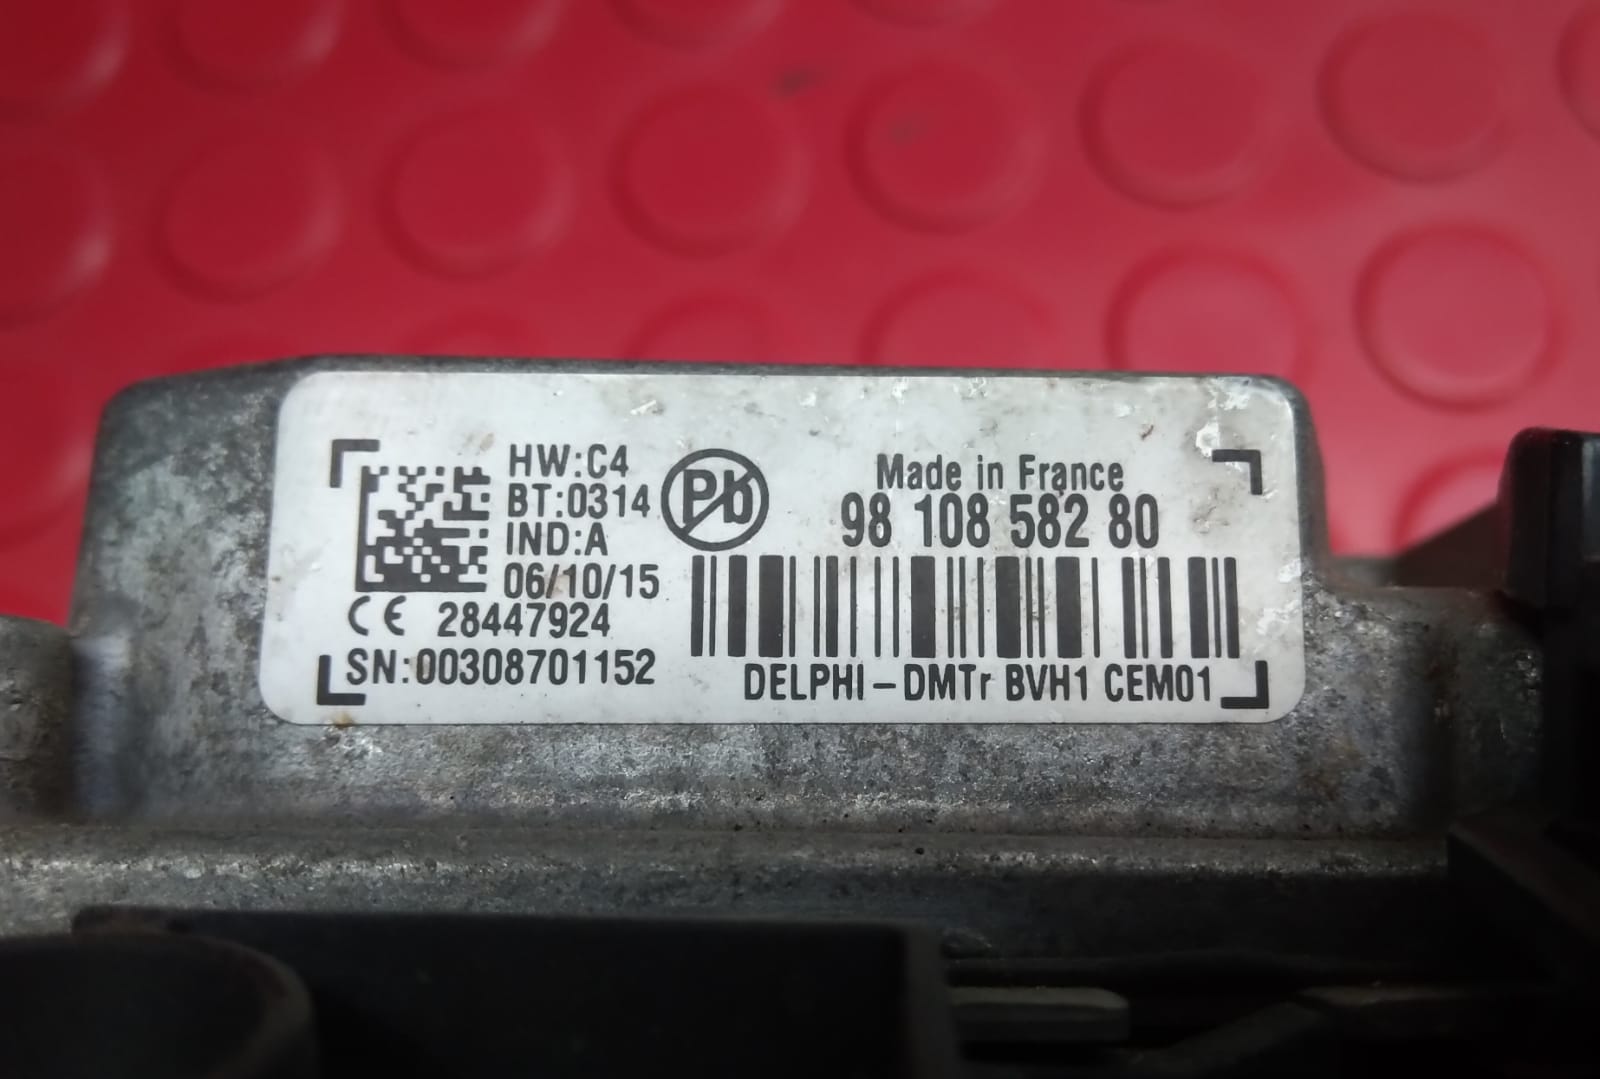 HW:C4
BT:0314
IND:A
06/10/15
CE 28447924
SN:00308701152
Pb
Made in France
98 108 582 80
DELPHI-DMTr BVH1 CEM01